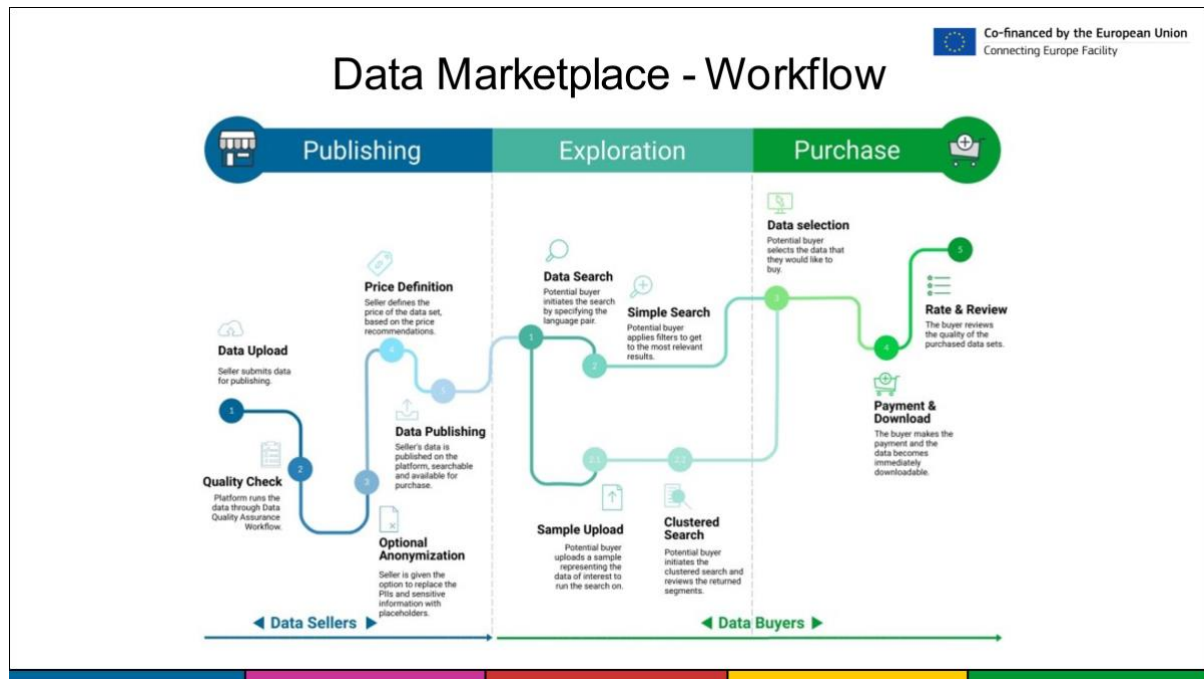 Co-financed by the European Union
Connecting Europe Facility
Data Marketplace - Workflow
Publishing
Exploration
Purchase
Data Upload
Seller submits data
for publishing.
1
Quality Check
Platform runs the
data through Data
Quality Assurance
Workflow.
2
3
Optional
Anonymization
Seller is given the
option to replace the
PIIs and sensitive
information with
placeholders.
Price Definition
Seller defines the
price of the data set,
based on the price
recommendations.
4
5
Data Publishing
Seller's data is
published on the
platform, searchable
and available for
purchase.
Data Search
Potential buyer
initiates the search
by specifying the
language pair.
1
Simple Search
Potential buyer
applies filters to get
to the most relevant
results.
2
2.1
Sample Upload
Potential buyer
uploads a sample
representing the
data of interest to
run the search on.
2.2
Clustered
Search
Potential buyer
initiates the
clustered search and
reviews the returned
segments.
Data selection
Potential buyer
selects the data that
they would like to
buy.
3
4
Payment &
Download
The buyer makes the
payment and the
data becomes
immediately
downloadable.
5
Rate & Review
The buyer reviews
the quality of the
purchased data sets.
Data Sellers
Data Buyers